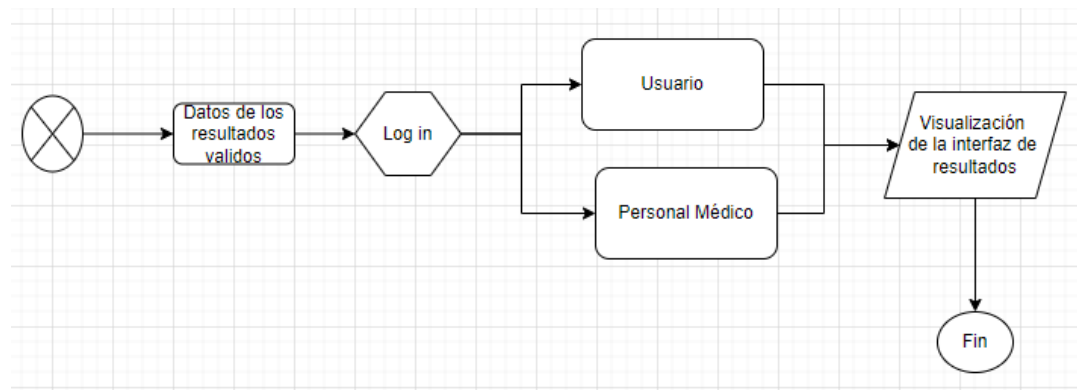 Datos de los
resultados
validos
Log in
Usuario
Personal Médico
Visualización
de la interfaz de
resultados
Fin